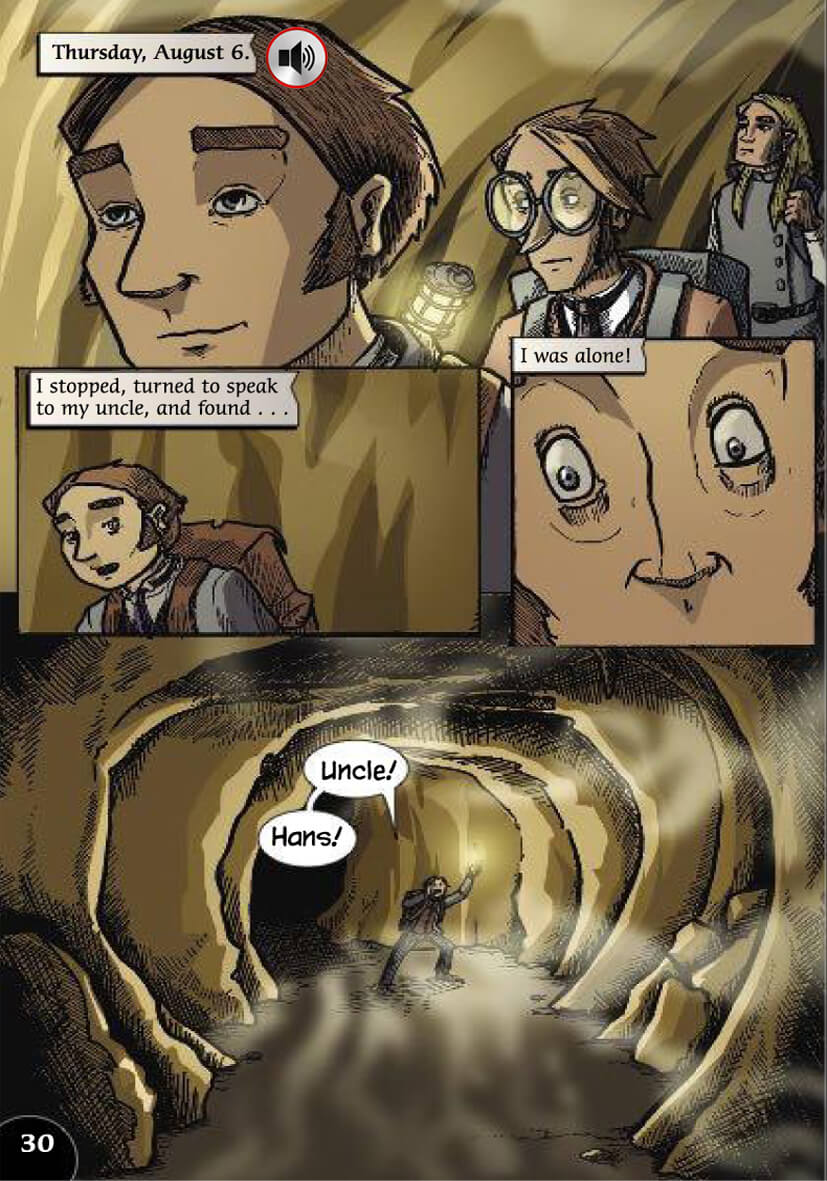 Thursday, August 6.
I stopped, turned to speak
to my uncle, and found . . .
I was alone!
Uncle!
Hans!
30